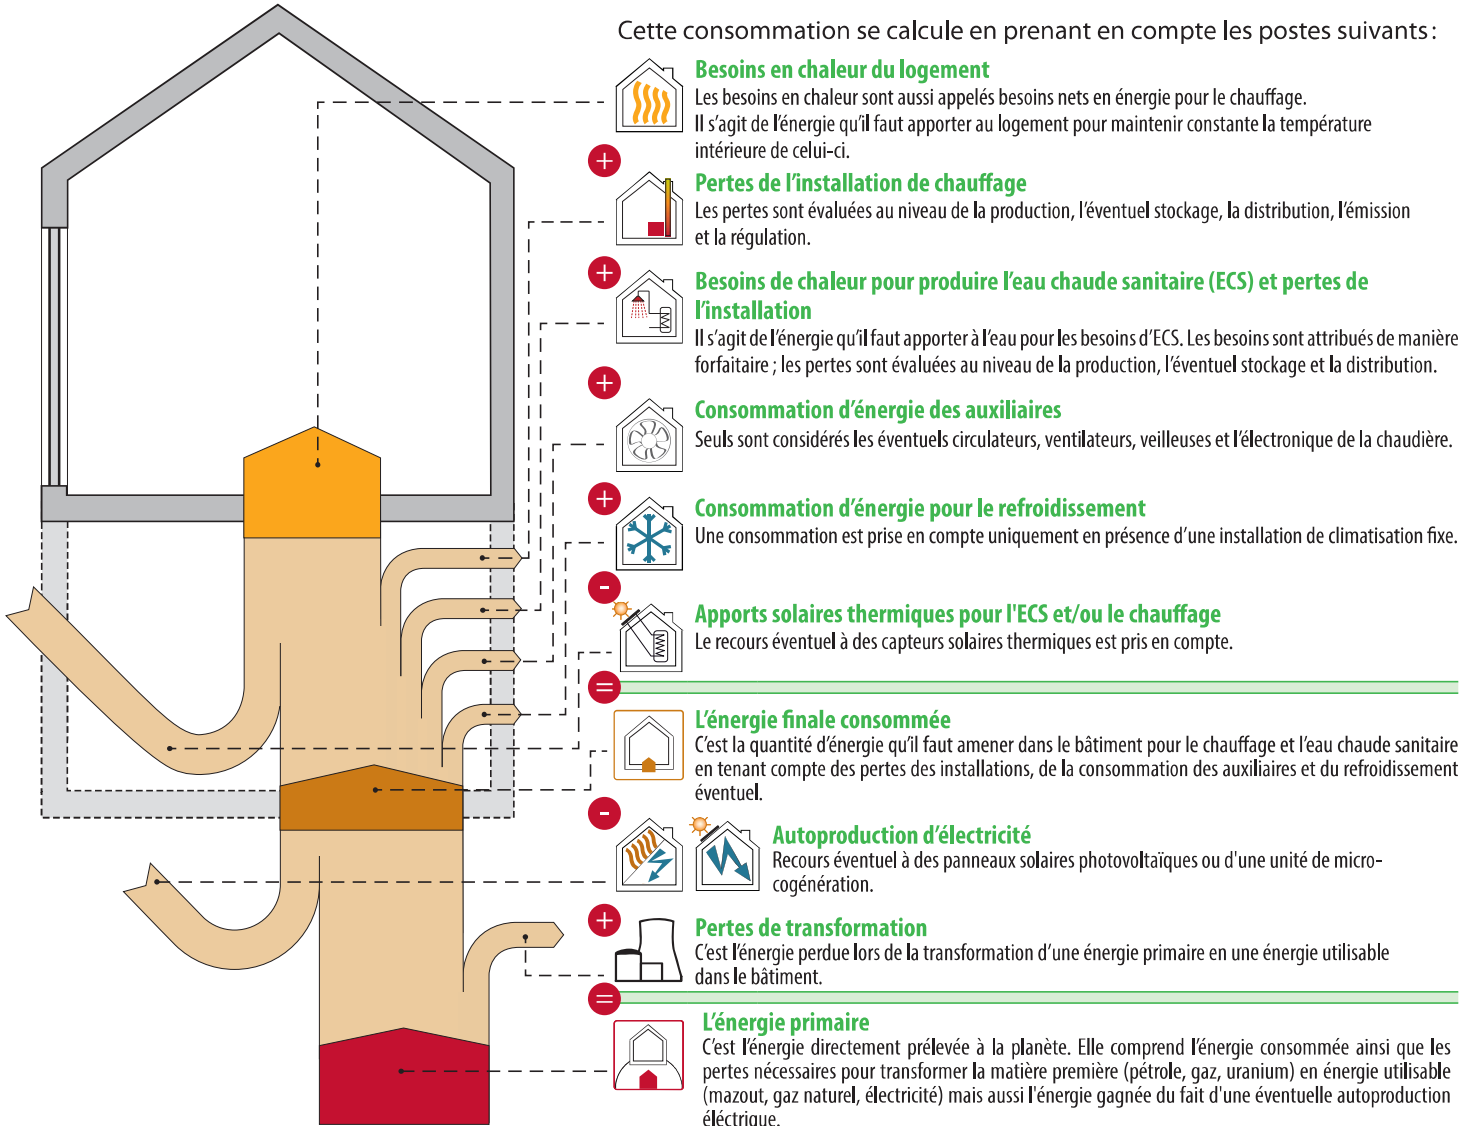 Cette consommation se calcule en prenant en compte les postes suivants :
Besoins en chaleur du logement
Les besoins en chaleur sont aussi appelés besoins nets en énergie pour le chauffage.
Il s'agit de l'énergie qu'il faut apporter au logement pour maintenir constante la température
intérieure de celui-ci.
+
Pertes de l'installation de chauffage
Les pertes sont évaluées au niveau de la production, l'éventuel stockage, la distribution, l'émission
et la régulation.
+
Besoins de chaleur pour produire l'eau chaude sanitaire (ECS) et pertes de
l'installation
Il s'agit de l'énergie qu'il faut apporter à l'eau pour les besoins d'ECS. Les besoins sont attribués de manière
forfaitaire ; les pertes sont évaluées au niveau de la production, l'éventuel stockage et la distribution.
+
Consommation d'énergie des auxiliaires
Seuls sont considérés les éventuels circulateurs, ventilateurs, veilleuses et l'électronique de la chaudière.
+
Consommation d'énergie pour le refroidissement
Une consommation est prise en compte uniquement en présence d'une installation de climatisation fixe.
-
Apports solaires thermiques pour l'ECS et/ou le chauffage
Le recours éventuel à des capteurs solaires thermiques est pris en compte.
=
L'énergie finale consommée
C'est la quantité d'énergie qu'il faut amener dans le bâtiment pour le chauffage et l'eau chaude sanitaire
en tenant compte des pertes des installations, de la consommation des auxiliaires et du refroidissement
éventuel.
-
Autoproduction d'électricité
Recours éventuel à des panneaux solaires photovoltaïques ou d'une unité de micro-
cogénération.
+
Pertes de transformation
C'est l'énergie perdue lors de la transformation d'une énergie primaire en une énergie utilisable
dans le bâtiment.
=
L'énergie primaire
C'est l'énergie directement prélevée à la planète. Elle comprend l'énergie consommée ainsi que les
pertes nécessaires pour transformer la matière première (pétrole, gaz, uranium) en énergie utilisable
(mazout, gaz naturel, électricité) mais aussi l'énergie gagnée du fait d'une éventuelle autoproduction
éléctrique.